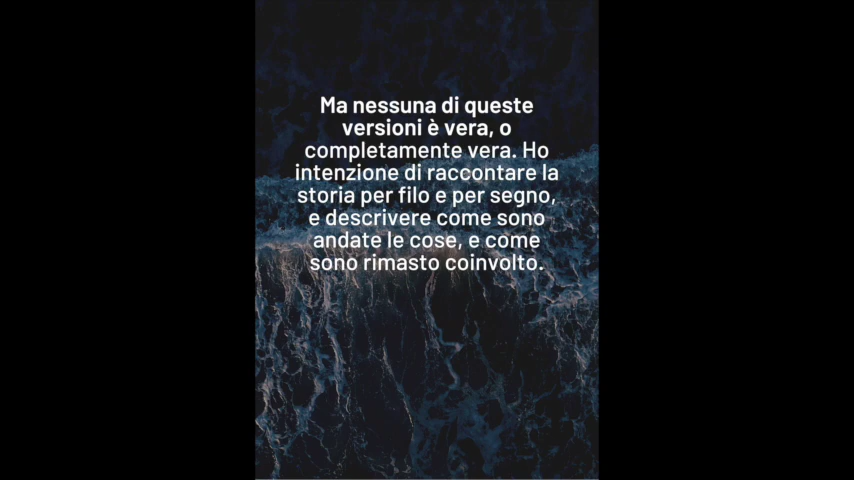 Ma nessuna di queste
versioni è vera, o
completamente vera. Ho
intenzione di raccontare la
storia per filo e per segno,
e descrivere come sono
andate le cose, e come
sono rimasto coinvolto.